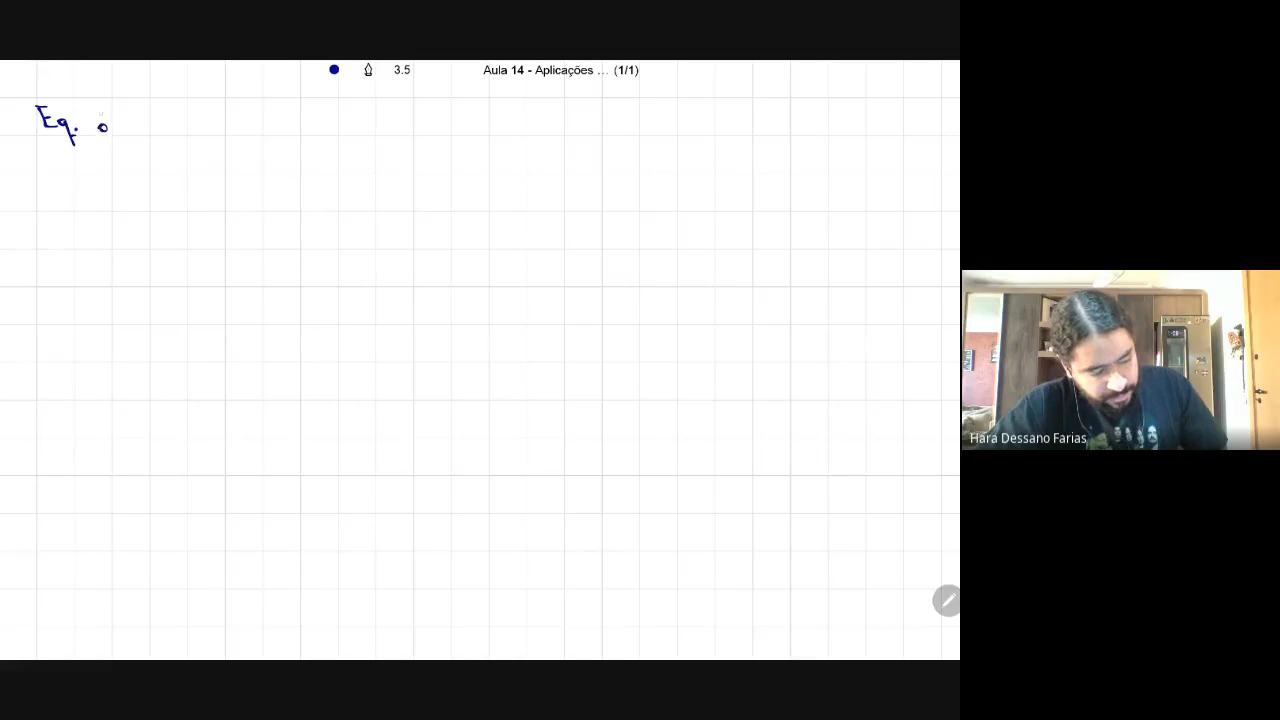 3.5 Aula 14 - Aplicações ... (1/1)
Eq. o
Hara Dessano Farias